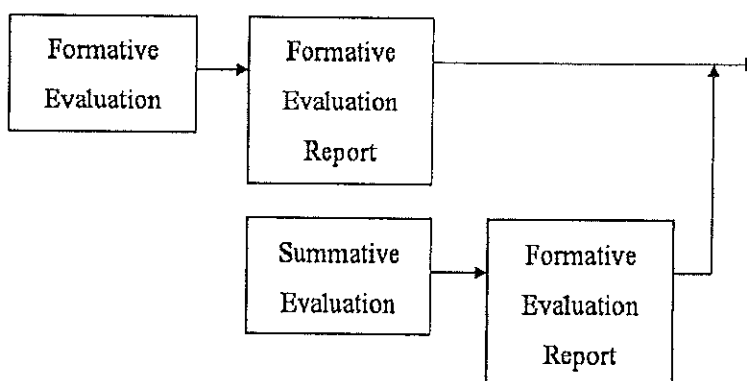 Formative
Evaluation
Formative
Evaluation
Report
Summative
Evaluation
Formative
Evaluation
Report